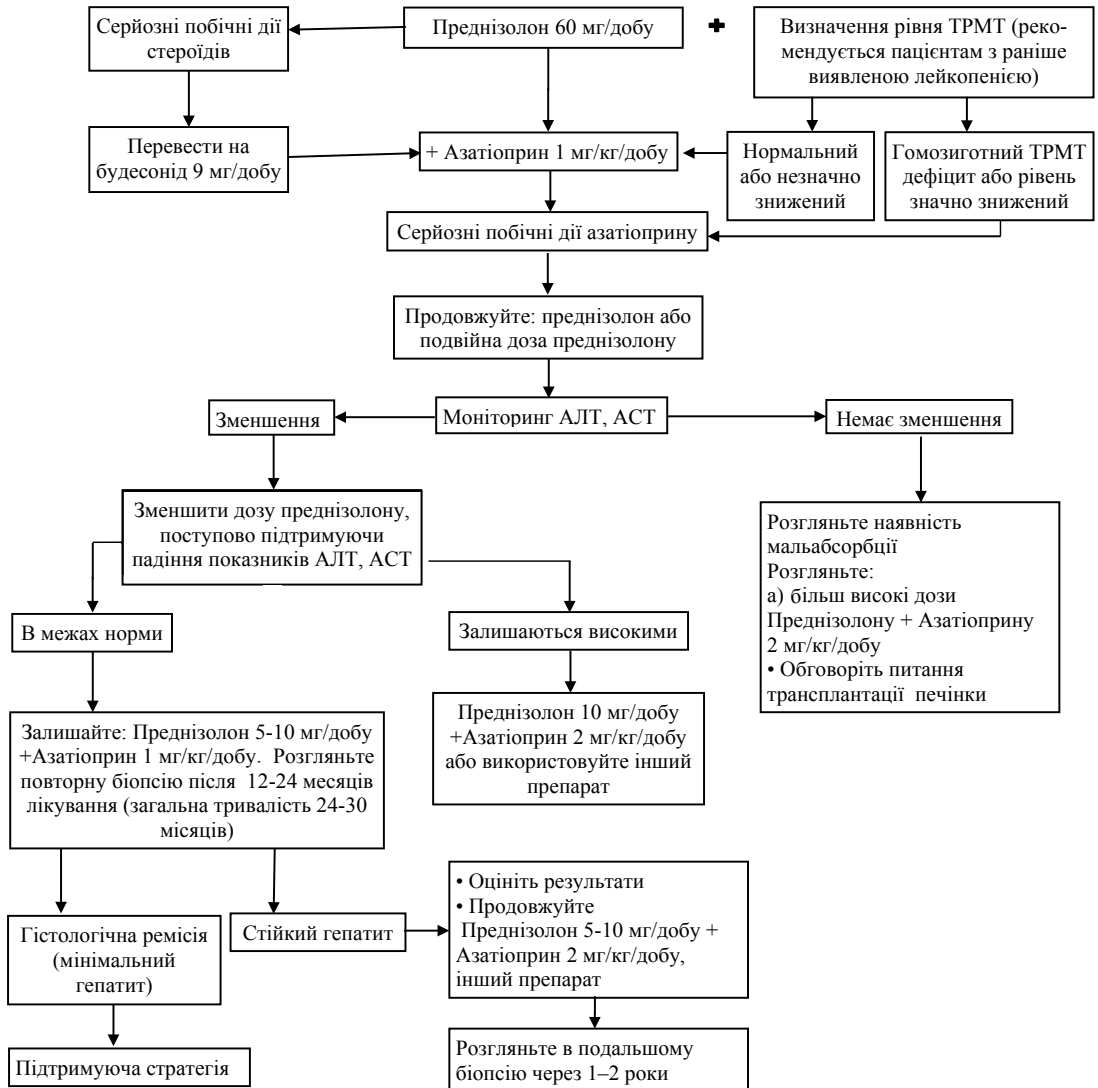 Серйозні побічні дії
стероїдів
Преднізолон 60 мг/добу
+
Визначення рівня ТРМТ (реко-
мендується пацієнтам з раніше
виявленою лейкопенією)
Перевести на
будесонід 9 мг/добу
+ Азатіоприн 1 мг/кг/добу
Нормальний
або незначно
знижений
Гомозиготний ТРМТ
дефіцит або рівень
значно знижений
Серйозні побічні дії азатіоприну
Продовжуйте: преднізолон або
подвійна доза преднізолону
Зменшення
Моніторинг АЛТ, АСТ
Немає зменшення
Зменшити дозу преднізолону,
поступово підтримуючи
падіння показників АЛТ, АСТ
Розгляньте наявність
мальабсорбції
Розгляньте:
а) більш високі дози
Преднізолону + Азатіоприну
2 мг/кг/добу
• Обговоріть питання
трансплантації печінки
В межах норми
Залишаються високими
Залишайте: Преднізолон 5-10 мг/добу
+Азатіоприн 1 мг/кг/добу. Розгляньте
повторну біопсію після 12-24 месяців
лікування (загальна тривалість 24-30
місяців)
Преднізолон 10 мг/добу
+Азатіоприн 2 мг/кг/добу
або використовуйте інший
препарат
Гістологічна ремісія
(мінімальний
гепатит)
Стійкий гепатит
• Оцініть результати
• Продовжуйте
Преднізолон 5-10 мг/добу +
Азатіоприн 2 мг/кг/добу,
інший препарат
Підтримуюча стратегія
Розгляньте в подальшому
біопсію через 1–2 роки